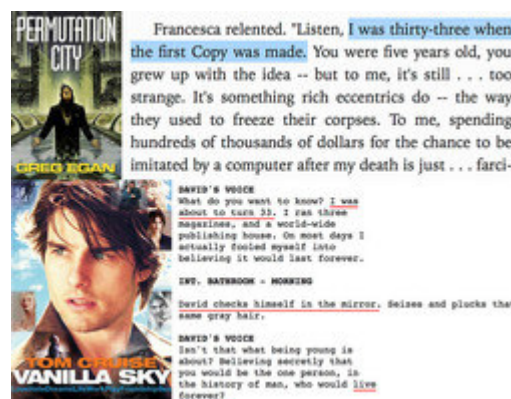 PERMUTATION
CITY
GREG EGAN
Francesca relented. "Listen, I was thirty-three when
the first Copy was made. You were five years old, you
grew up with the idea -- but to me, it's still . . . too
strange. It's something rich eccentrics do -- the way
they used to freeze their corpses. To me, spending
hundreds of thousands of dollars for the chance to be
imitated by a computer after my death is just . . . farci-
TOM CRUISE
VANILLA SKY
DAVID'S VOICE
What do you want to know? I was
about to turn 33. I ran three
magazines, and a world-wide
publishing house. On most days I
actually fooled myself into
believing it would last forever.
INT. BATHROOM - MORNING
David checks himself in the mirror. Seizes and plucks that
same gray hair.
DAVID'S VOICE
Isn't that what being young is
about? Believing secretly that
you would be the one person, in
the history of man, who would live
forever?